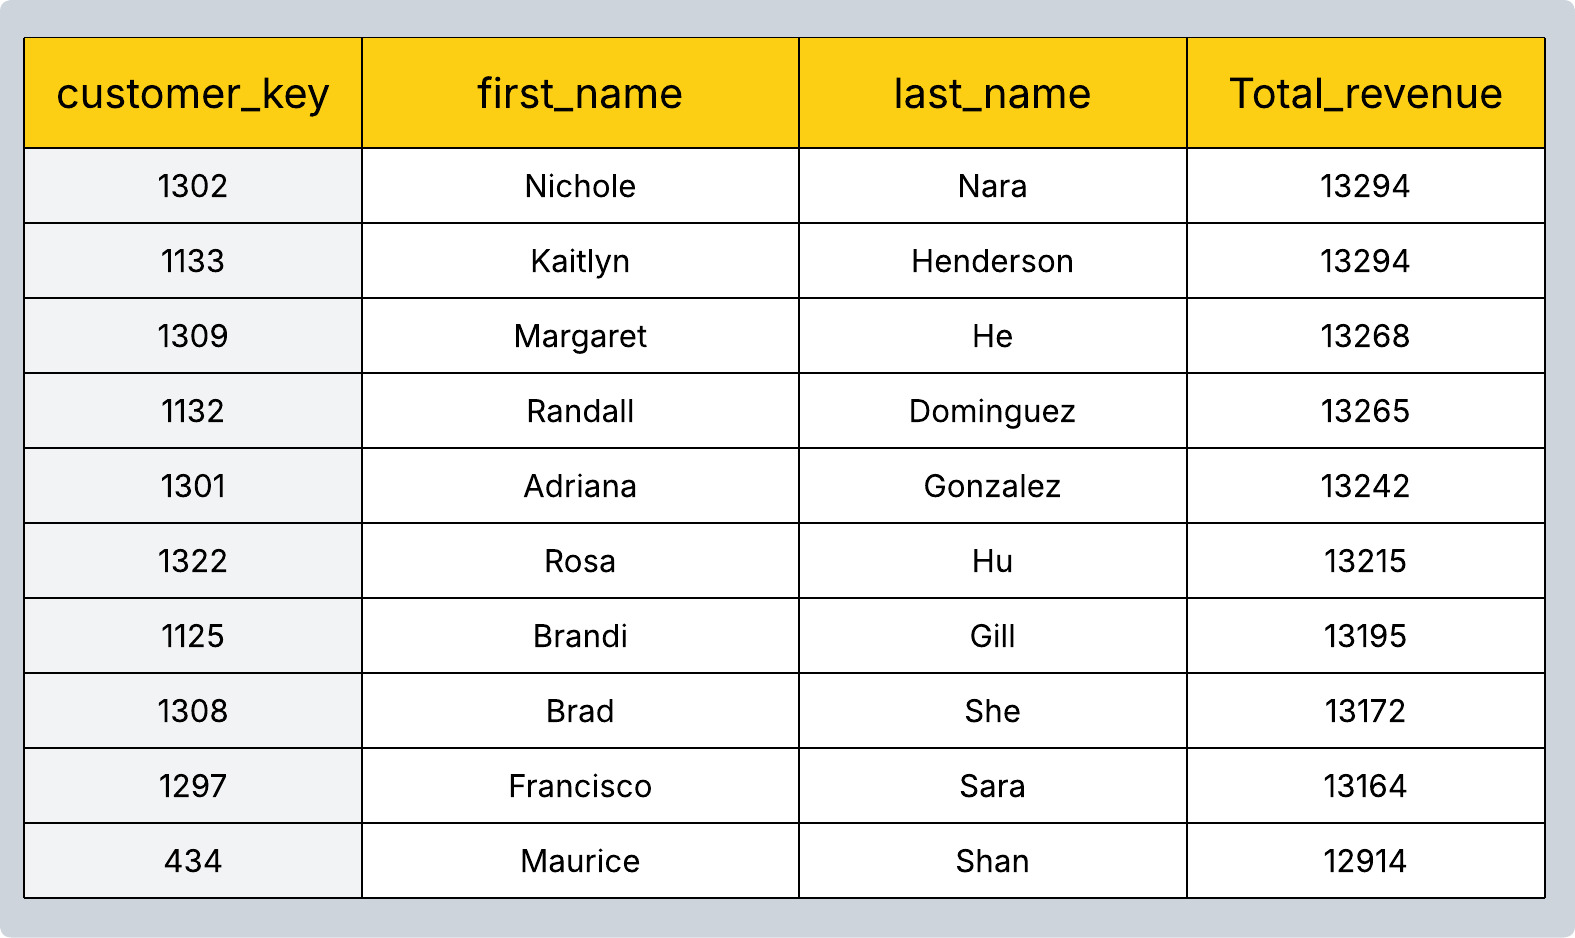 customer_key first_name last_name Total_revenue
1302 Nichole Nara 13294
1133 Kaitlyn Henderson 13294
1309 Margaret He 13268
1132 Randall Dominguez 13265
1301 Adriana Gonzalez 13242
1322 Rosa Hu 13215
1125 Brandi Gill 13195
1308 Brad She 13172
1297 Francisco Sara 13164
434 Maurice Shan 12914